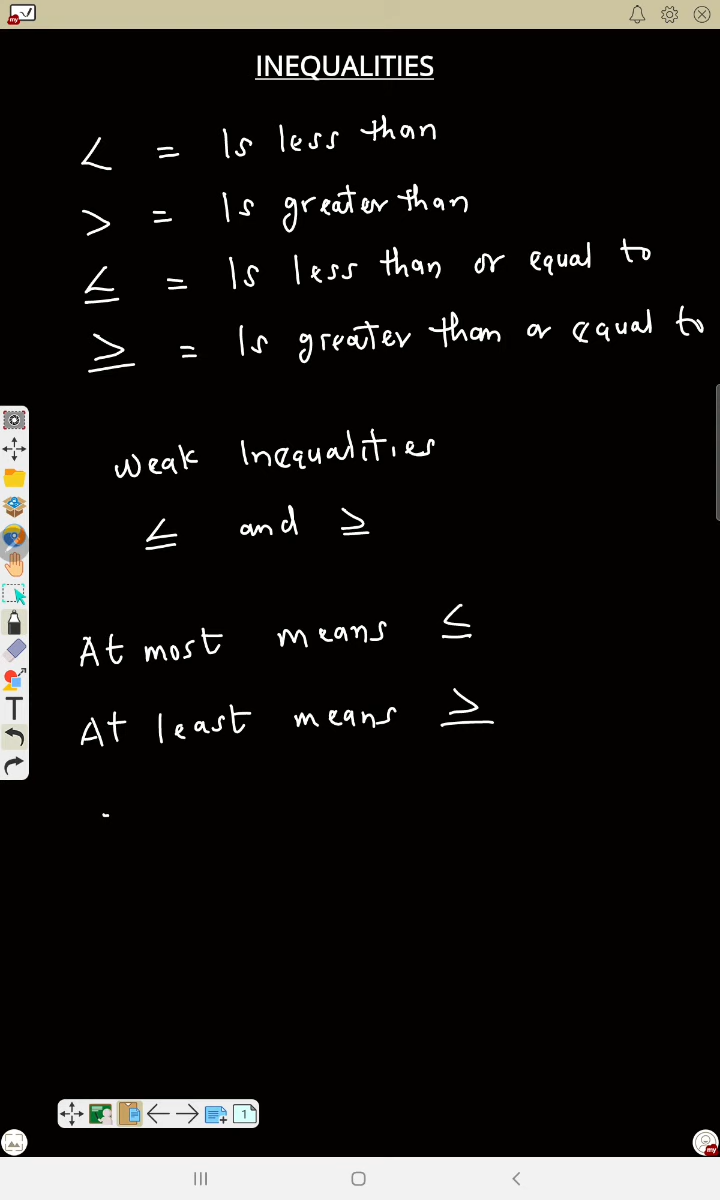 INEQUALITIES
< = Is less than
> = Is greater than
≤ = Is less than or equal to
≥ = Is greater than or equal to
Weak Inequalities
≤ and ≥
At most means ≤
At least means ≥
1